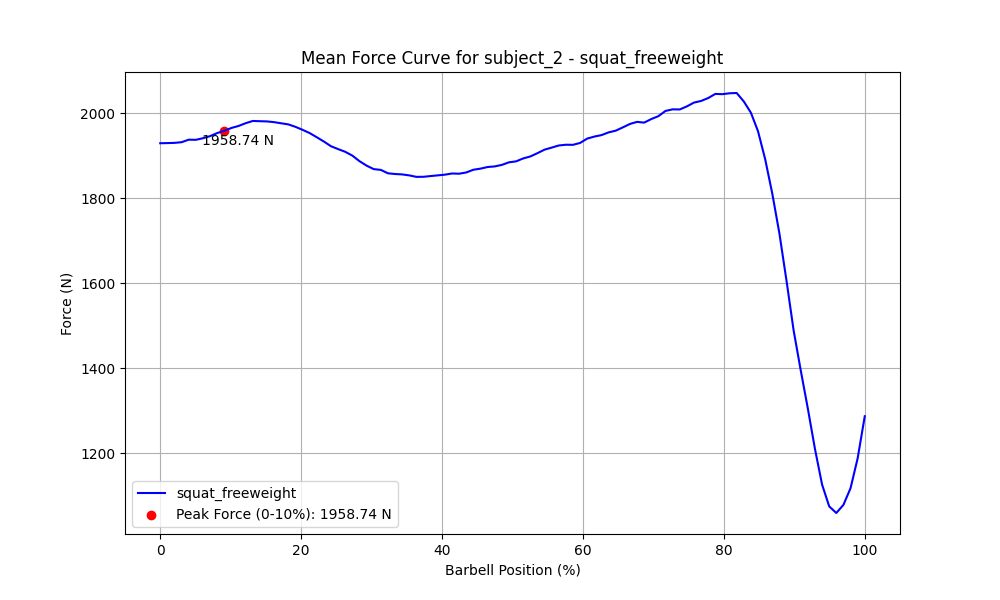 Mean Force Curve for subject_2 - squat_freeweight
Force (N)
2000
1800
1600
1400
1200
1958.74 N
squat_freeweight
Peak Force (0-10%): 1958.74 N
0 20 40 60 80 100
Barbell Position (%)